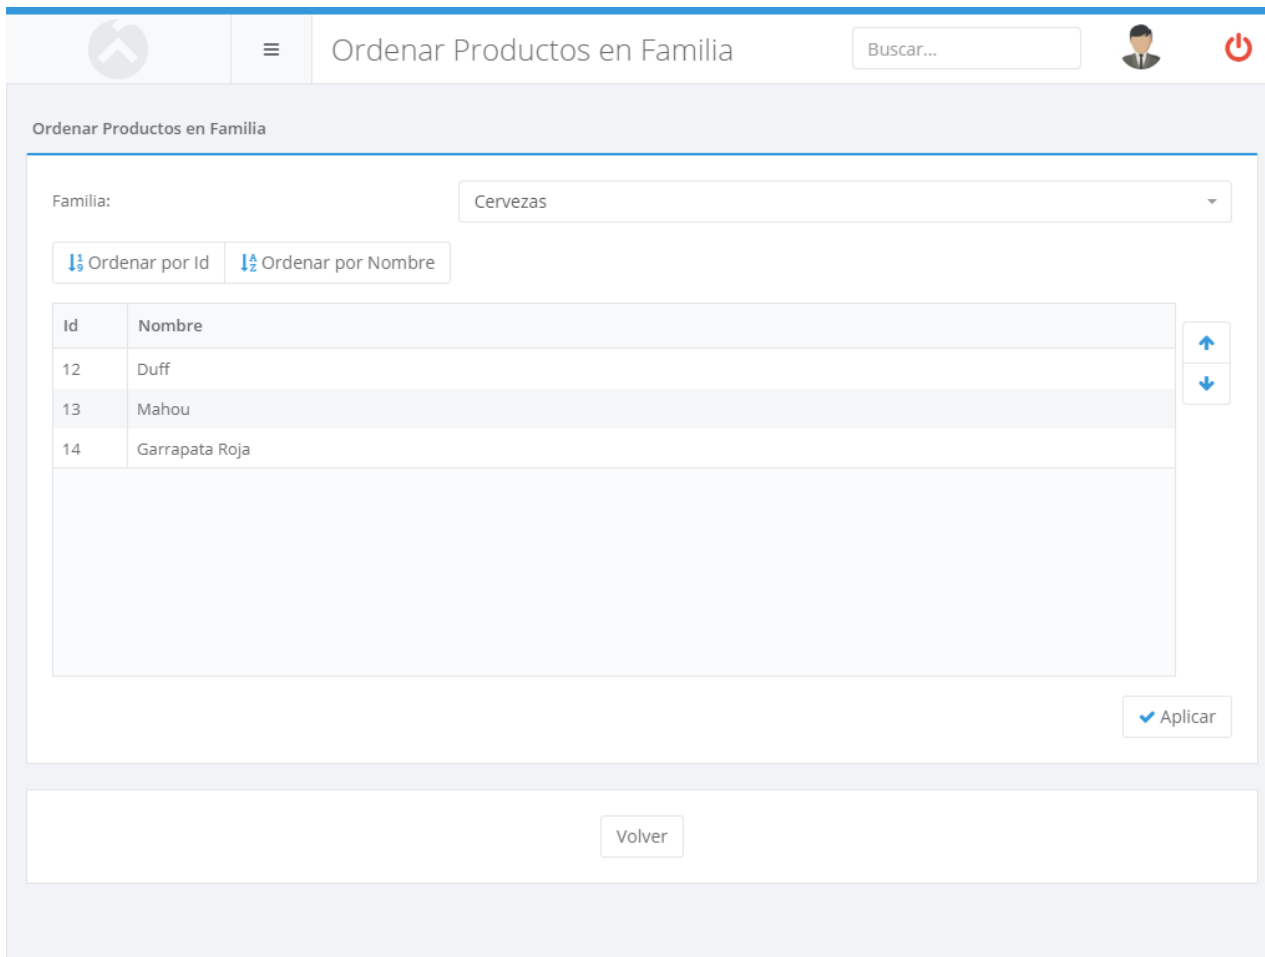 Ordenar Productos en Familia
Buscar...
Ordenar Productos en Familia
Familia:
Cervezas
Ordenar por Id
Ordenar por Nombre
Id Nombre
12 Duff
13 Mahou
14 Garrapata Roja
Aplicar
Volver